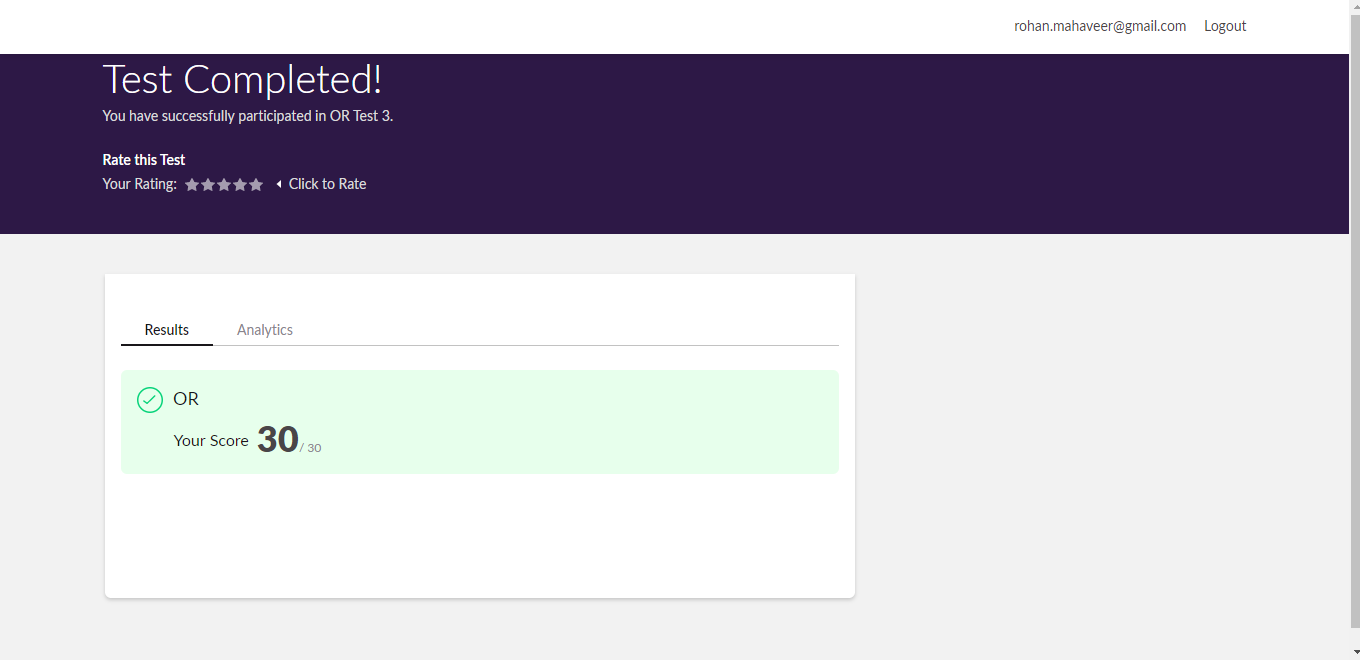 rohan.mahaveer@gmail.com Logout
Test Completed!
You have successfully participated in OR Test 3.
Rate this Test
Your Rating: Click to Rate
Results Analytics
OR
Your Score 30 / 30